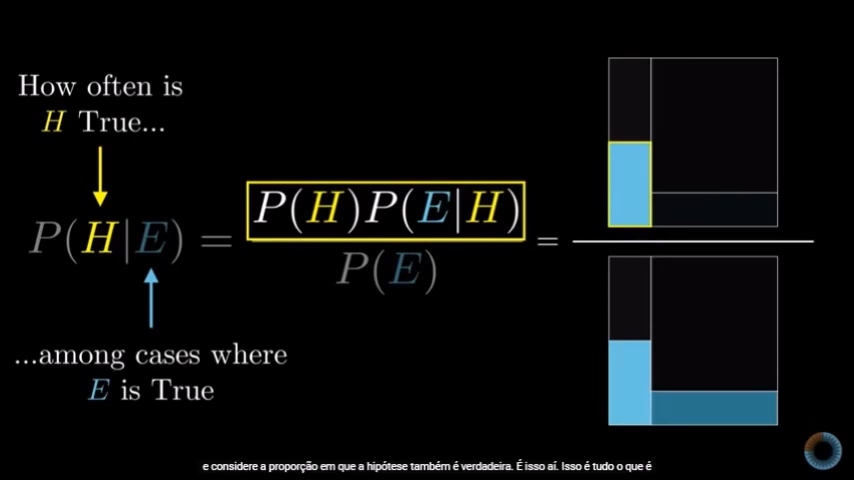 How often is
H True...
P(H|E) = P(H)P(E|H) / P(E) =
...among cases where
E is True
e considere a proporção em que a hipótese também é verdadeira. É isso aí. Isso é tudo o que é